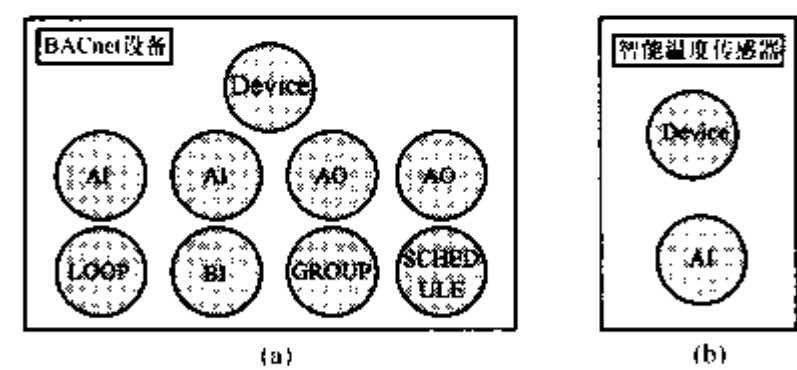 BACnet设备
智能温度传感器
Device
Device
AI
AI
AO
AO
AI
LOOP
BI
GROUP
SCHED
ULE
(a)
(b)